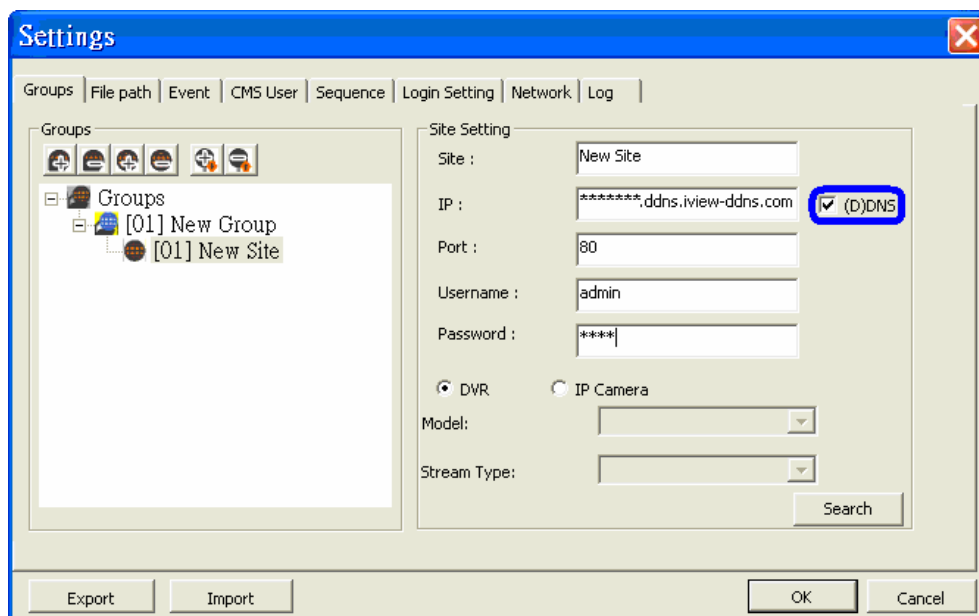 Settings
Groups File path Event CMS User Sequence Login Setting Network Log
Groups
Groups
[01] New Group
[01] New Site
Site Setting
Site : New Site
IP : *******.ddns.iview-ddns.com (D)DNS
Port : 80
Username : admin
Password : ****
DVR IP Camera
Model:
Stream Type:
Search
Export Import OK Cancel